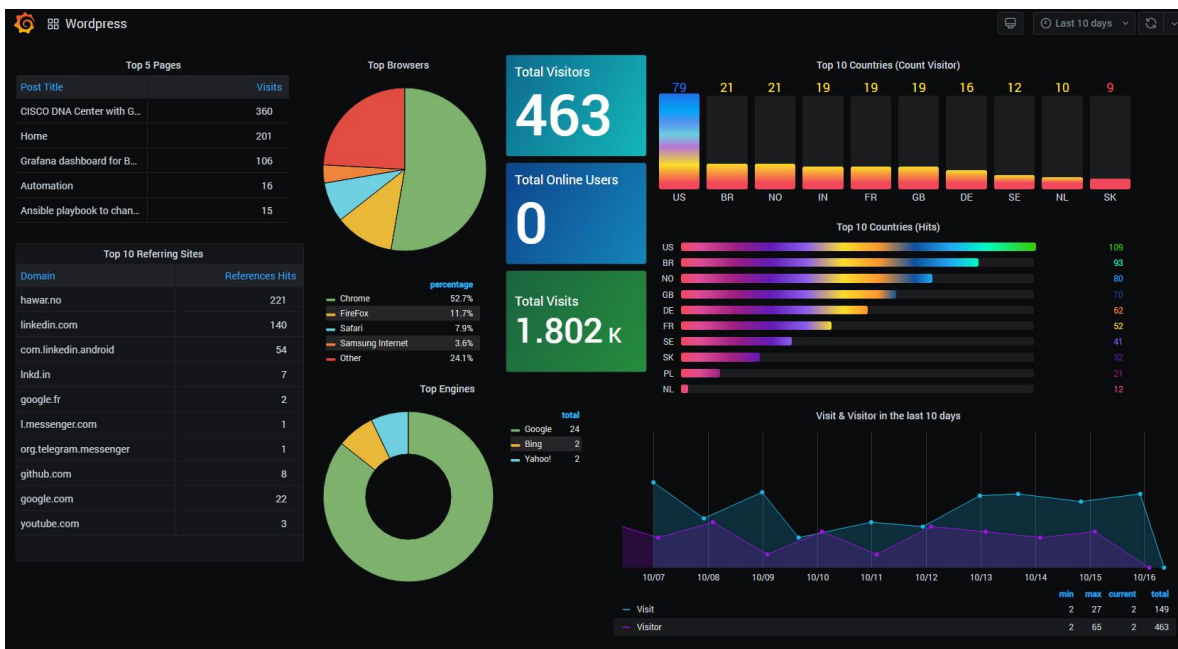 Wordpress
Last 10 days
Top 5 Pages
Post Title Visits
CISCO DNA Center with G... 360
Home 201
Grafana dashboard for B... 106
Automation 16
Ansible playbook to chan... 15
Top 10 Referring Sites
Domain References Hits
hawar.no 221
linkedin.com 140
com.linkedin.android 54
lnkd.in 7
google.fr 2
l.messenger.com 1
org.telegram.messenger 1
github.com 8
google.com 22
youtube.com 3
Top Browsers
percentage
Chrome 52.7%
FireFox 11.7%
Safari 7.9%
Samsung Internet 3.6%
Other 24.1%
Top Engines
total
Google 24
Bing 2
Yahoo! 2
Total Visitors
463
Total Online Users
0
Total Visits
1.802 K
Top 10 Countries (Count Visitor)
79 21 21 19 19 19 16 12 10 9
US BR NO IN FR GB DE SE NL SK
Top 10 Countries (Hits)
US 109
BR 93
NO 80
GB 70
DE 62
FR 52
SE 41
SK 32
PL 21
NL 12
Visit & Visitor in the last 10 days
10/07 10/08 10/09 10/10 10/11 10/12 10/13 10/14 10/15 10/16
min max current total
Visit 2 27 2 149
Visitor 2 65 2 463